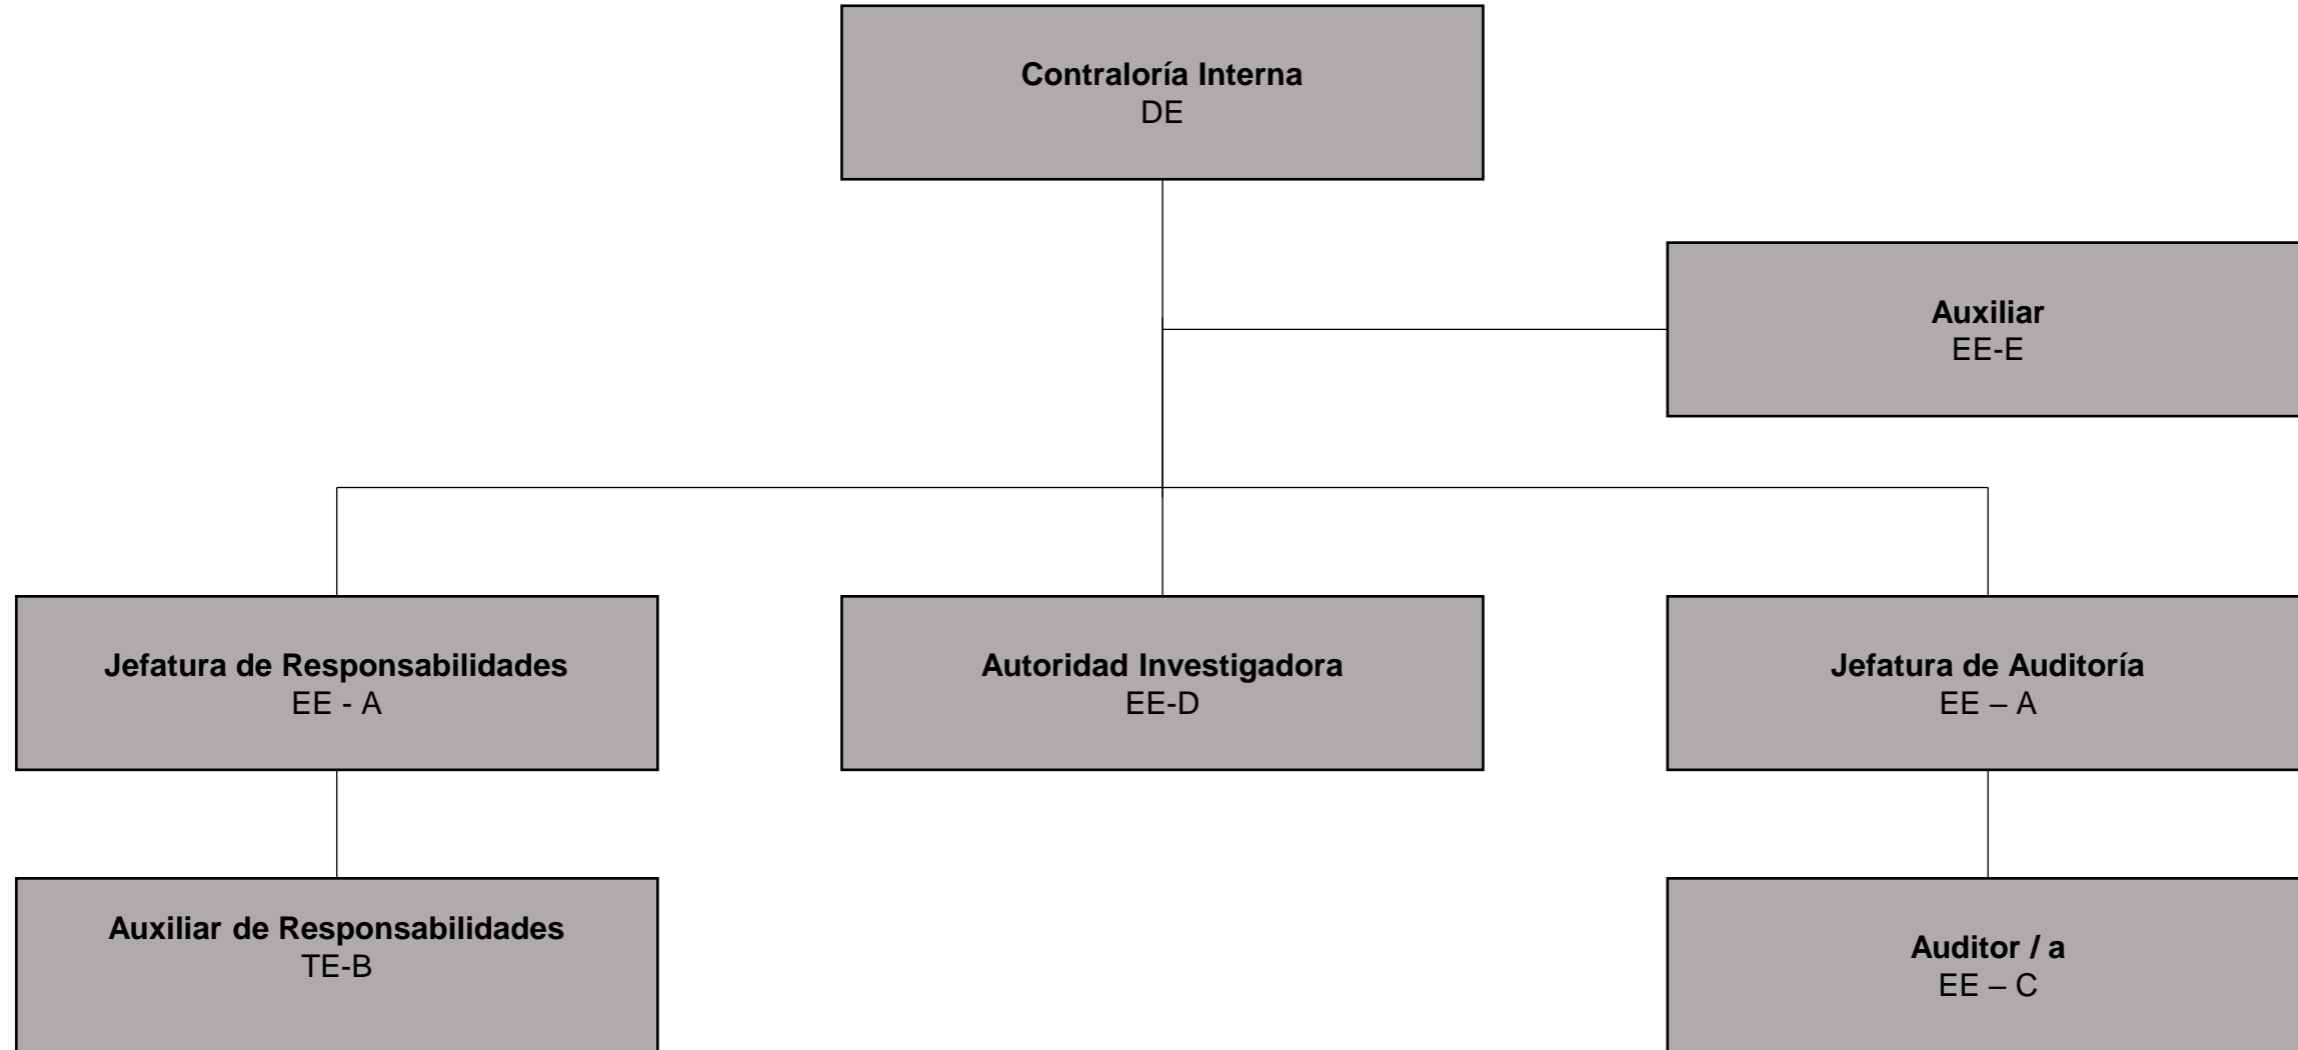 Contraloría Interna
DE
Auxiliar
EE-E
Jefatura de Responsabilidades
EE - A
Autoridad Investigadora
EE-D
Jefatura de Auditoría
EE – A
Auxiliar de Responsabilidades
TE-B
Auditor / a
EE – C